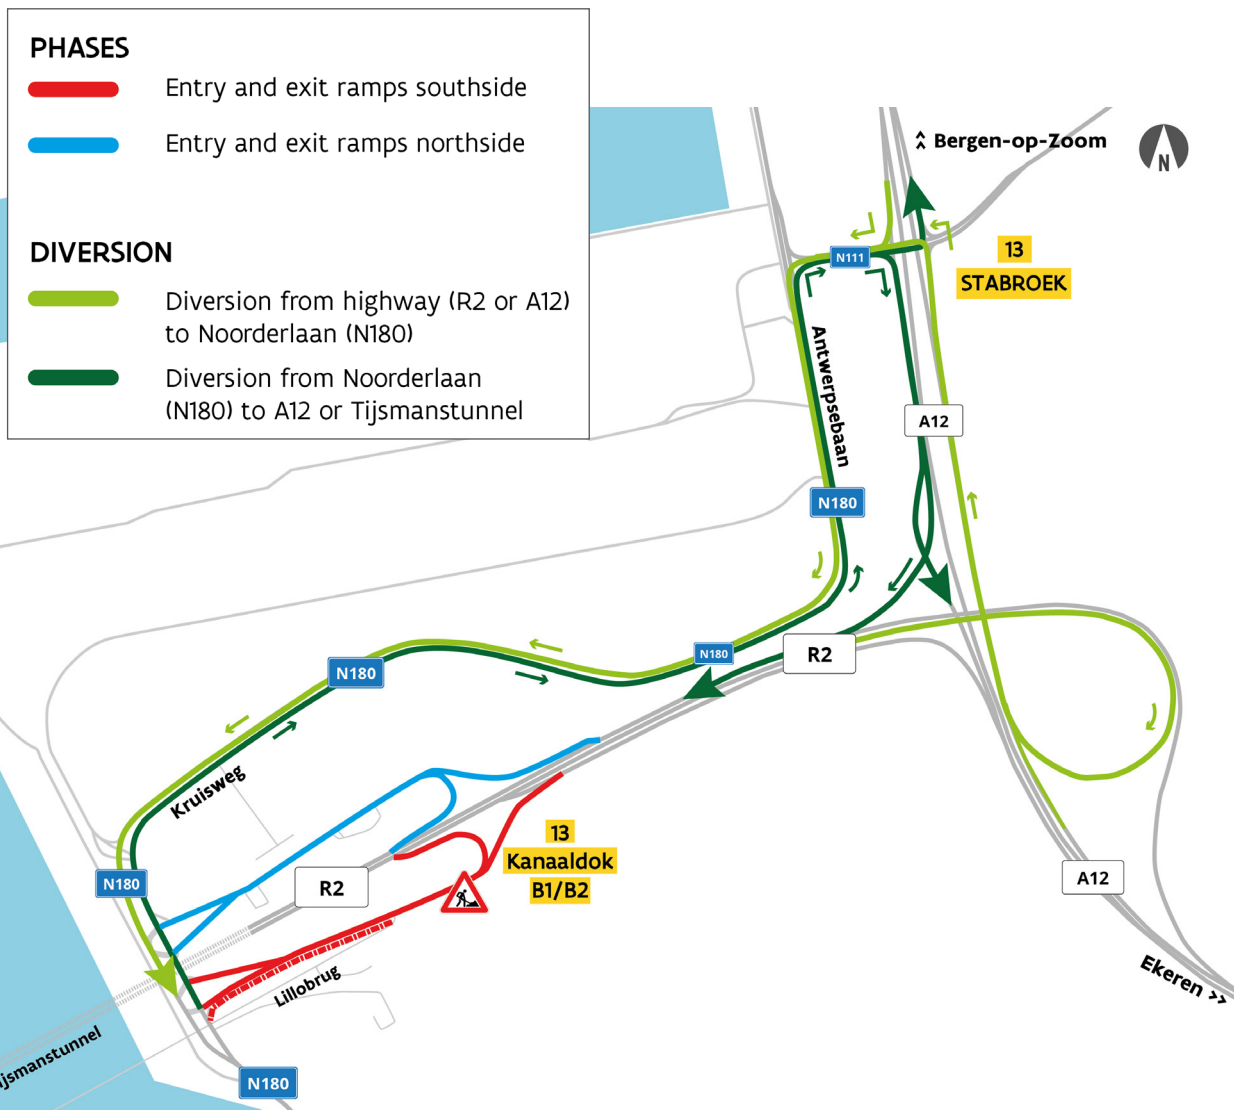 PHASES
Entry and exit ramps southside
Entry and exit ramps northside
DIVERSION
Diversion from highway (R2 or A12)
to Noorderlaan (N180)
Diversion from Noorderlaan
(N180) to A12 or Tijsmanstunnel
Bergen-op-Zoom
N
N111
13
STABROEK
Antwerpsebaan
A12
N180
N180
R2
N180
Kruisweg
13
Kanaaldok
B1/B2
N180
R2
A12
Ekeren >>
Lillobrug
ijsmanstunnel
N180